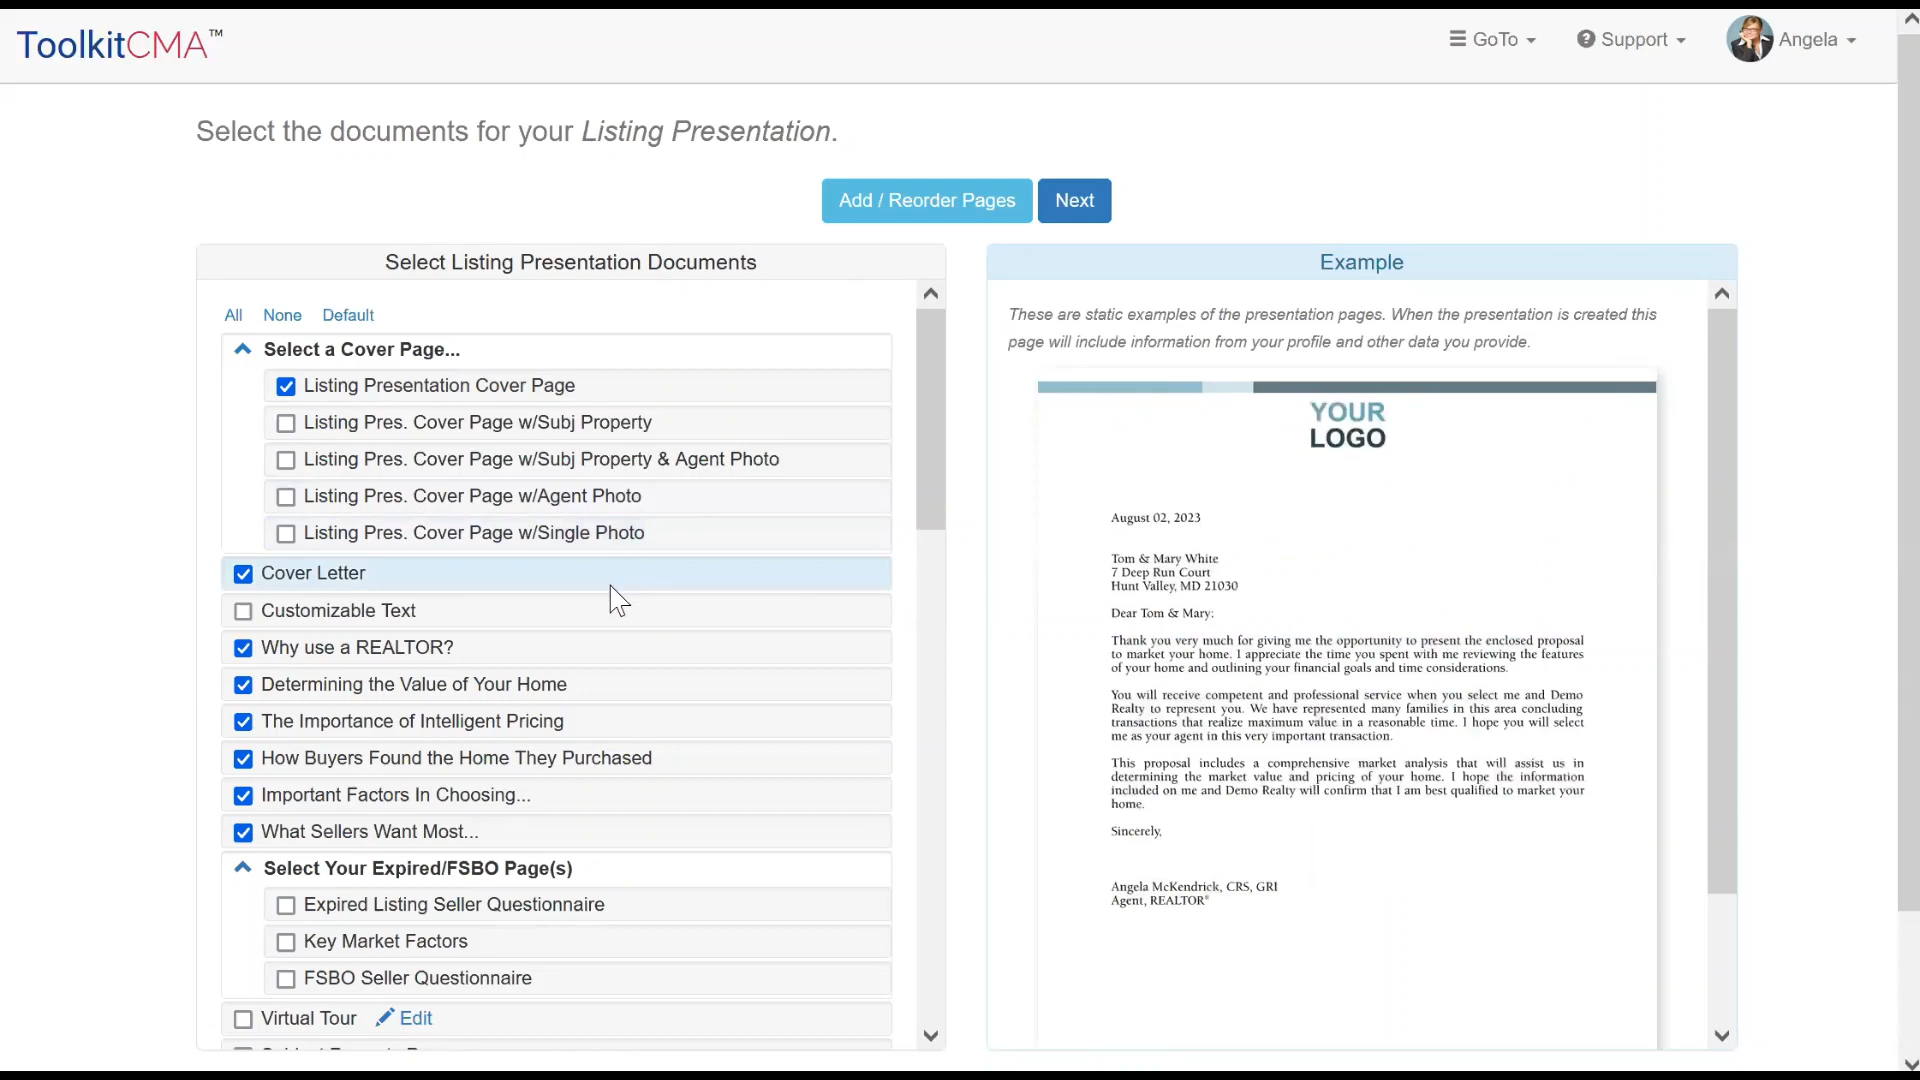 ToolkitCMA™
GoTo
Support
Angela
Select the documents for your Listing Presentation.
Add / Reorder Pages
Next
Select Listing Presentation Documents
All None Default
Select a Cover Page...
Listing Presentation Cover Page
Listing Pres. Cover Page w/Subj Property
Listing Pres. Cover Page w/Subj Property & Agent Photo
Listing Pres. Cover Page w/Agent Photo
Listing Pres. Cover Page w/Single Photo
Cover Letter
Customizable Text
Why use a REALTOR?
Determining the Value of Your Home
The Importance of Intelligent Pricing
How Buyers Found the Home They Purchased
Important Factors In Choosing...
What Sellers Want Most...
Select Your Expired/FSBO Page(s)
Expired Listing Seller Questionnaire
Key Market Factors
FSBO Seller Questionnaire
Virtual Tour Edit
Example
These are static examples of the presentation pages. When the presentation is created this
page will include information from your profile and other data you provide.
YOUR
LOGO
August 02, 2023
Tom & Mary White
7 Deep Run Court
Hunt Valley, MD 21030
Dear Tom & Mary:
Thank you very much for giving me the opportunity to present the enclosed proposal
to market your home. I appreciate the time you spent with me reviewing the features
of your home and outlining your financial goals and time considerations.
You will receive competent and professional service when you select me and Demo
Realty to represent you. We have represented many families in this area concluding
transactions that realize maximum value in a reasonable time. I hope you will select
me as your agent in this very important transaction.
This proposal includes a comprehensive market analysis that will assist us in
determining the market value and pricing of your home. I hope the information
included on me and Demo Realty will confirm that I am best qualified to market your
home.
Sincerely,
Angela McKendrick, CRS, GRI
Agent, REALTOR®